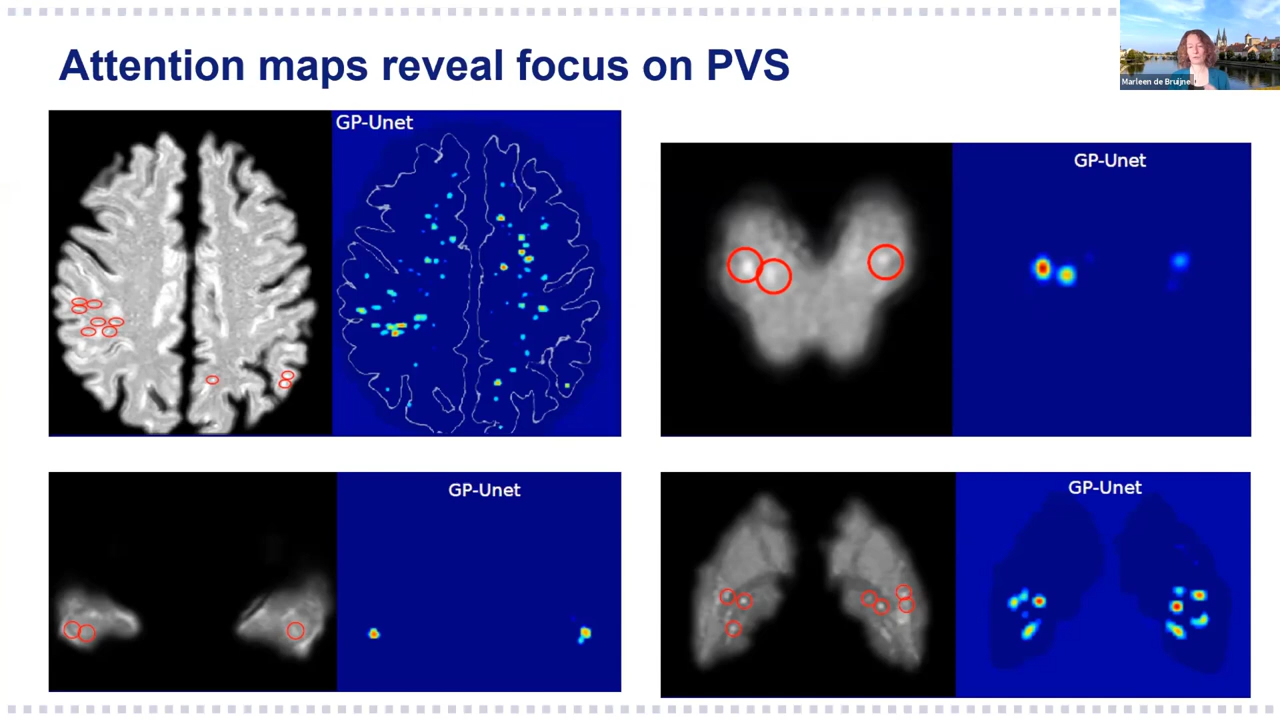 Attention maps reveal focus on PVS
Marleen de Bruijne
GP-Unet
GP-Unet
GP-Unet
GP-Unet